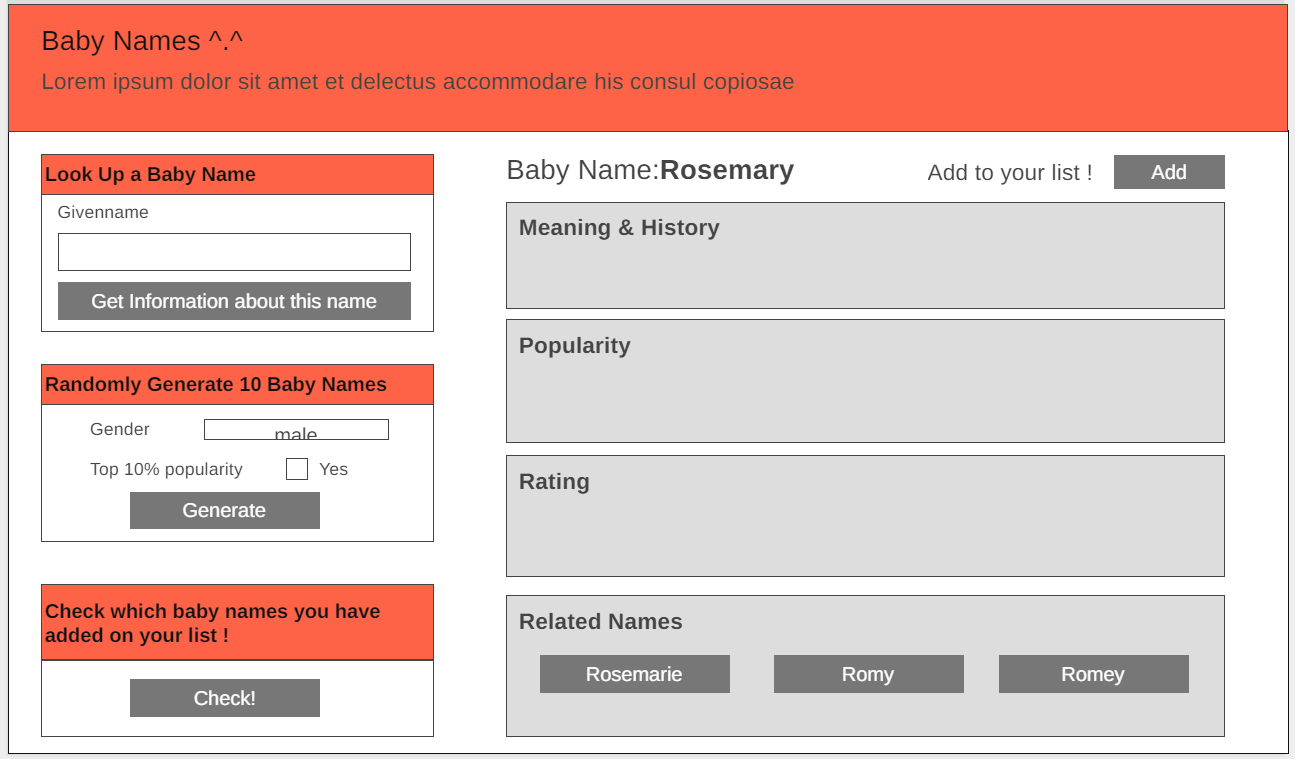 Baby Names ^.^
Lorem ipsum dolor sit amet et delectus accommodare his consul copiosae
Look Up a Baby Name
Givenname
Get Information about this name
Randomly Generate 10 Baby Names
Gender
male
Top 10% popularity
Yes
Generate
Check which baby names you have
added on your list !
Check!
Baby Name:Rosemary
Add to your list !
Add
Meaning & History
Popularity
Rating
Related Names
Rosemarie
Romy
Romey